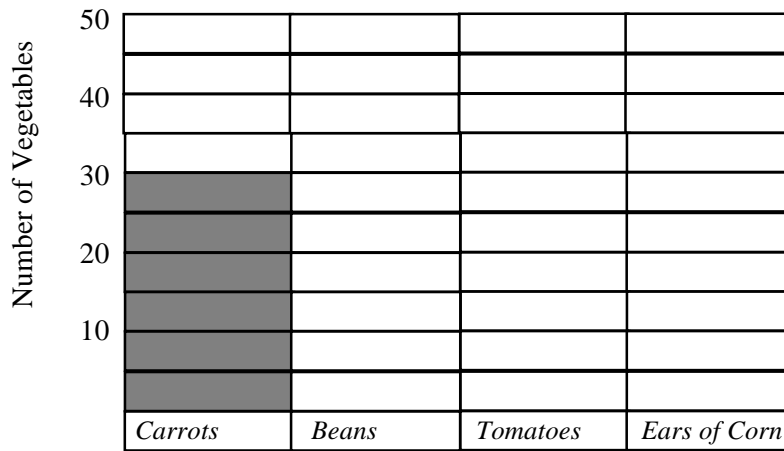 50
40
30
20
10
Number of Vegetables
Carrots
Beans
Tomatoes
Ears of Corn